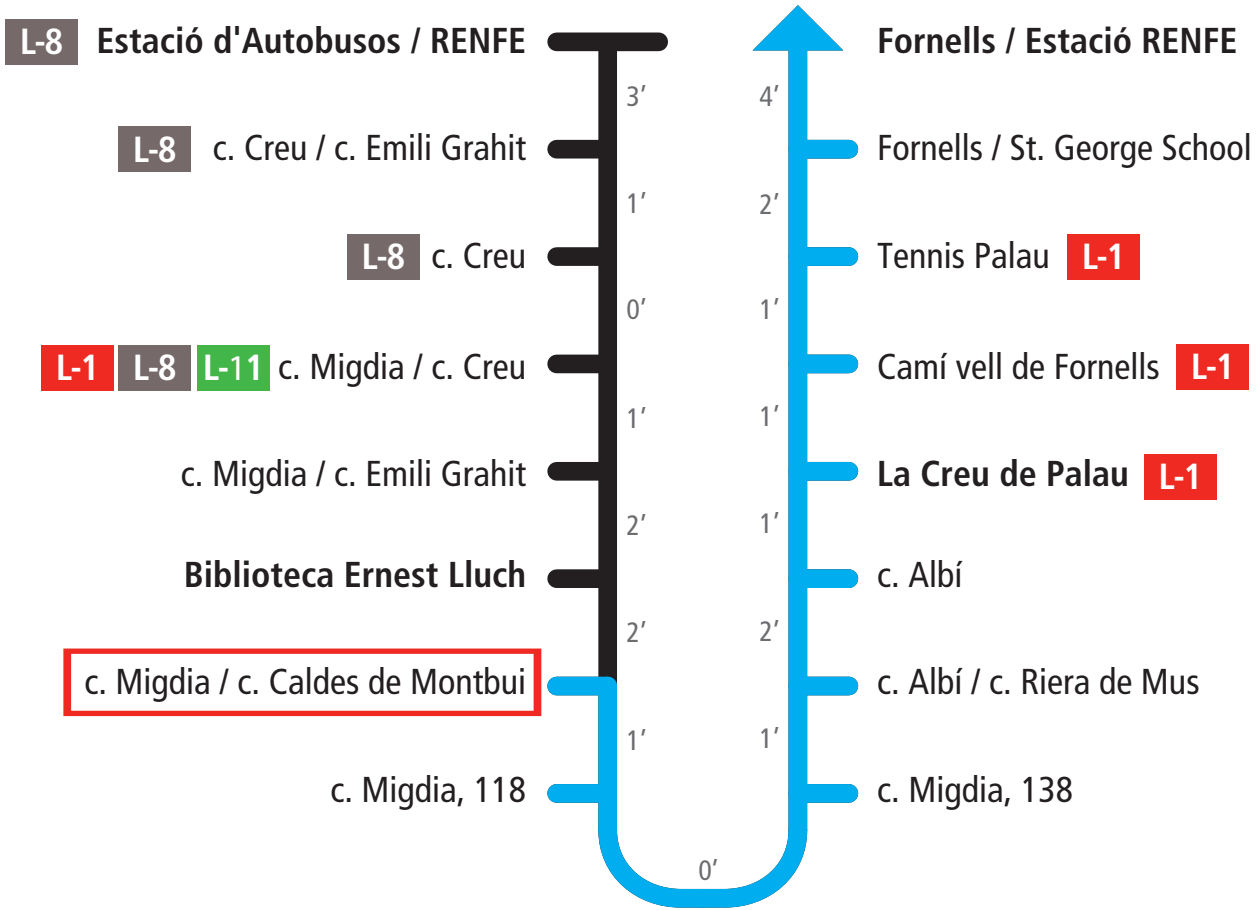 L-8 Estació d'Autobusos / RENFE
3’
L-8 c. Creu / c. Emili Grahit
1’
L-8 c. Creu
0’
L-1 L-8 L-11 c. Migdia / c. Creu
1’
c. Migdia / c. Emili Grahit
2’
Biblioteca Ernest Lluch
2’
c. Migdia / c. Caldes de Montbui
1’
c. Migdia, 118
0’
c. Migdia, 138
1’
c. Albí / c. Riera de Mus
2’
c. Albí
1’
La Creu de Palau L-1
1’
Camí vell de Fornells L-1
1’
Tennis Palau L-1
2’
Fornells / St. George School
4’
Fornells / Estació RENFE